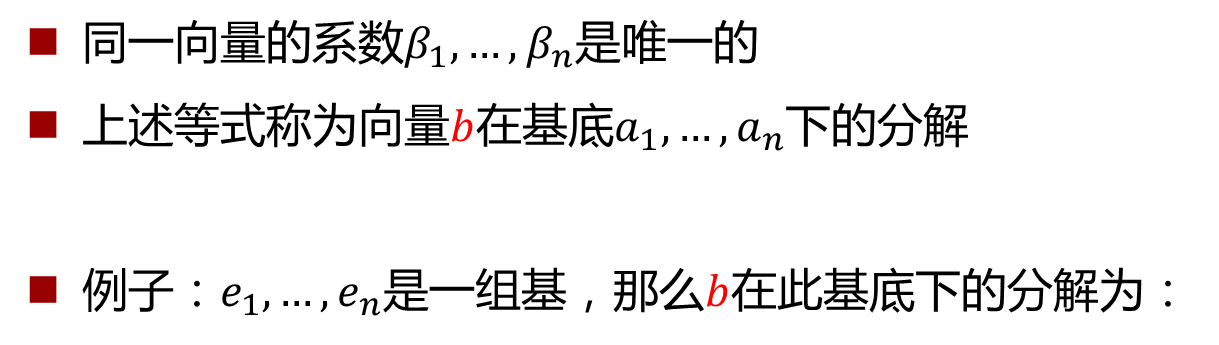 同一向量的系数𝛽₁, … , 𝛽ₙ是唯一的
上述等式称为向量𝑏在基底𝑎₁, … , 𝑎ₙ下的分解
例子：𝑒₁, … , 𝑒ₙ是一组基，那么𝑏在此基底下的分解为：